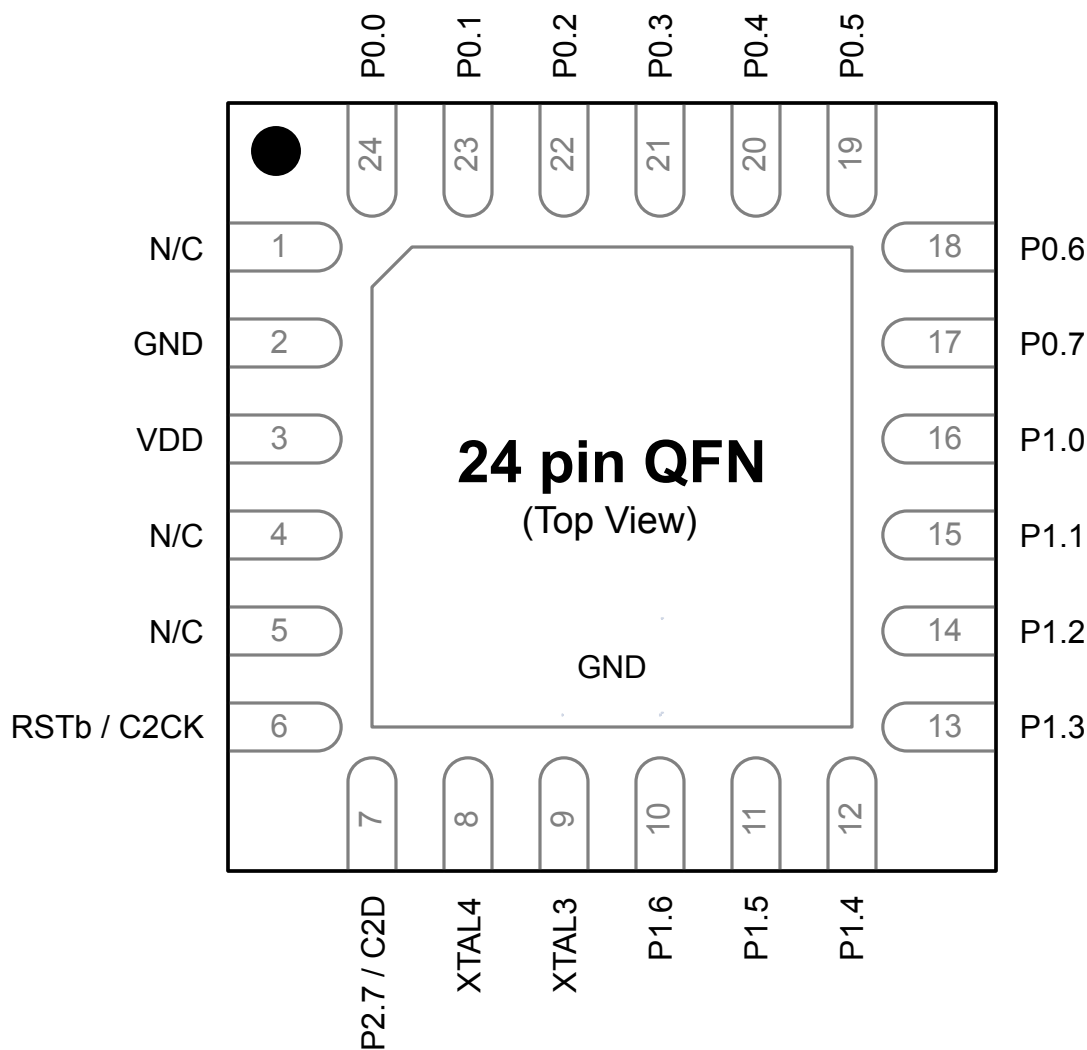 P0.0
P0.1
P0.2
P0.3
P0.4
P0.5
24
23
22
21
20
19
N/C
1
18
P0.6
GND
2
17
P0.7
VDD
3
16
P1.0
24 pin QFN
(Top View)
N/C
4
15
P1.1
N/C
5
14
P1.2
GND
RSTb / C2CK
6
13
P1.3
7
8
9
10
11
12
P2.7 / C2D
XTAL4
XTAL3
P1.6
P1.5
P1.4